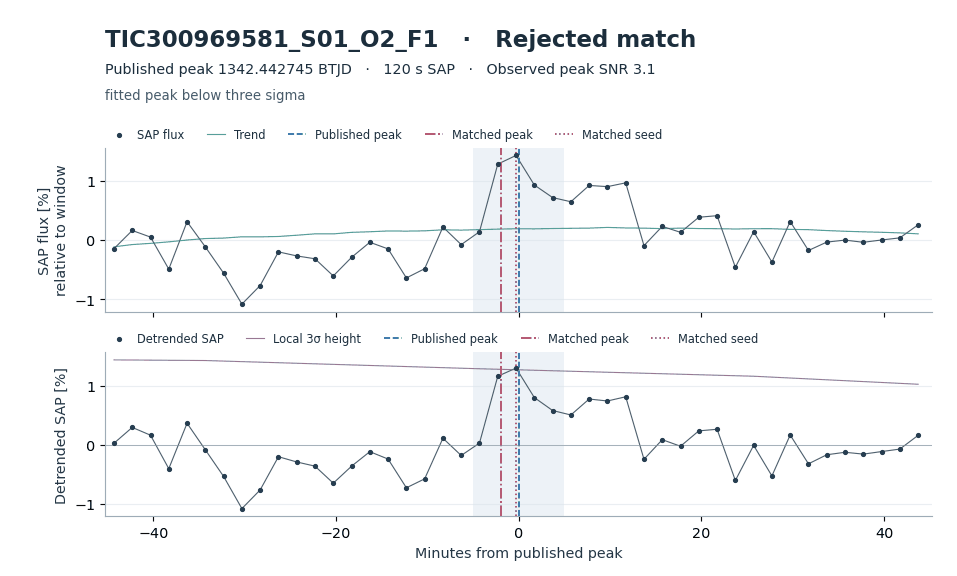 TIC300969581_S01_O2_F1 · Rejected match
Published peak 1342.442745 BTJD · 120 s SAP · Observed peak SNR 3.1
fitted peak below three sigma
SAP flux Trend Published peak Matched peak Matched seed
SAP flux [%]
relative to window
1
0
−1
Detrended SAP Local 3σ height Published peak Matched peak Matched seed
Detrended SAP [%]
1
0
−1
−40 −20 0 20 40
Minutes from published peak